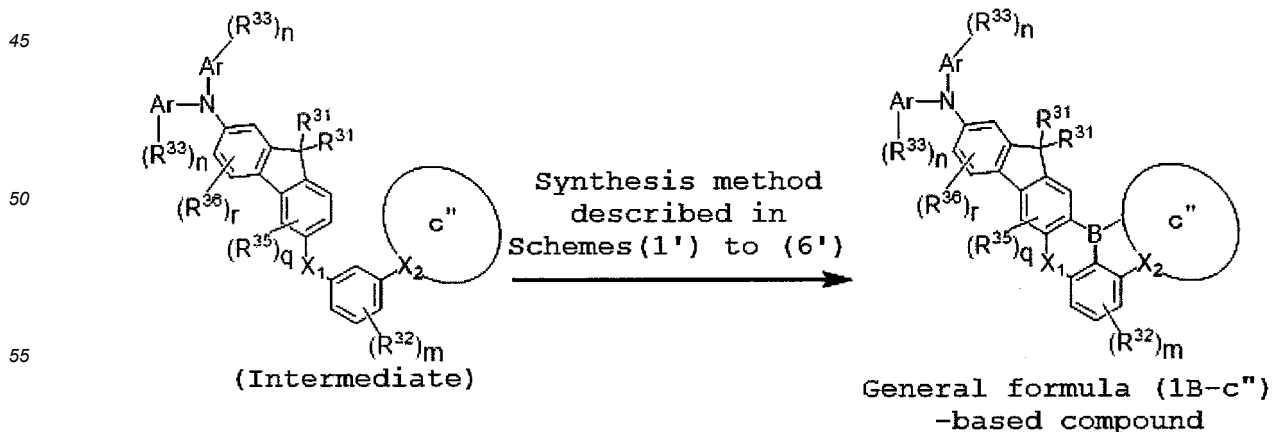 45
(R³³)n
Ar
Ar—N
(R³³)n
R³¹
R³¹
(R³⁶)r
(R³⁵)q
X₁
X₂
c"
(R³²)m
(Intermediate)
50
Synthesis method
described in
Schemes(1') to (6')
55
(R³³)n
Ar
Ar—N
(R³³)n
R³¹
R³¹
(R³⁶)r
(R³⁵)q
B
X₁
X₂
c"
(R³²)m
General formula (1B-c")
-based compound